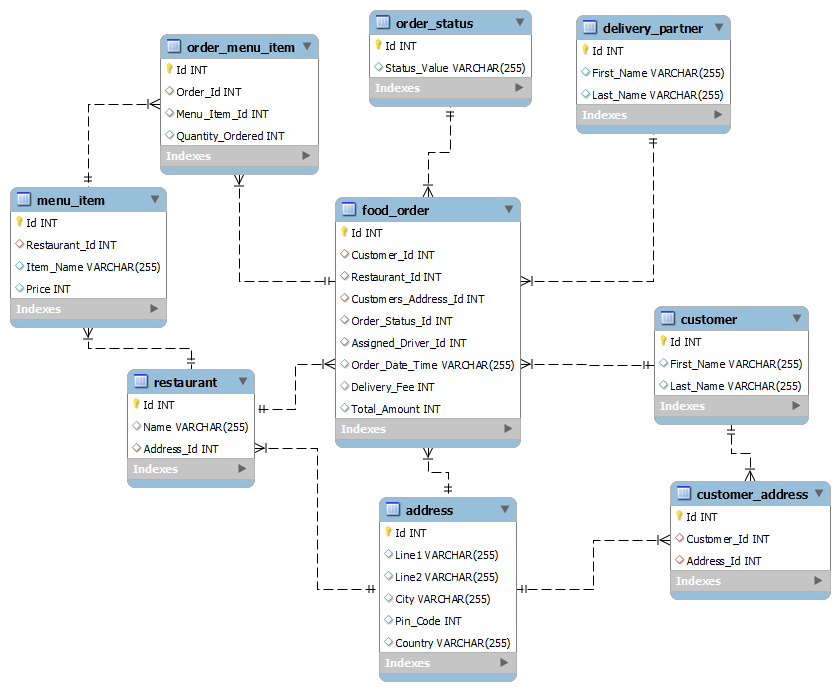 order_menu_item
Id INT
Order_Id INT
Menu_Item_Id INT
Quantity_Ordered INT
Indexes
order_status
Id INT
Status_Value VARCHAR(255)
Indexes
delivery_partner
Id INT
First_Name VARCHAR(255)
Last_Name VARCHAR(255)
Indexes
menu_item
Id INT
Restaurant_Id INT
Item_Name VARCHAR(255)
Price INT
Indexes
food_order
Id INT
Customer_Id INT
Restaurant_Id INT
Customers_Address_Id INT
Order_Status_Id INT
Assigned_Driver_Id INT
Order_Date_Time VARCHAR(255)
Delivery_Fee INT
Total_Amount INT
Indexes
customer
Id INT
First_Name VARCHAR(255)
Last_Name VARCHAR(255)
Indexes
restaurant
Id INT
Name VARCHAR(255)
Address_Id INT
Indexes
address
Id INT
Line1 VARCHAR(255)
Line2 VARCHAR(255)
City VARCHAR(255)
Pin_Code INT
Country VARCHAR(255)
Indexes
customer_address
Id INT
Customer_Id INT
Address_Id INT
Indexes